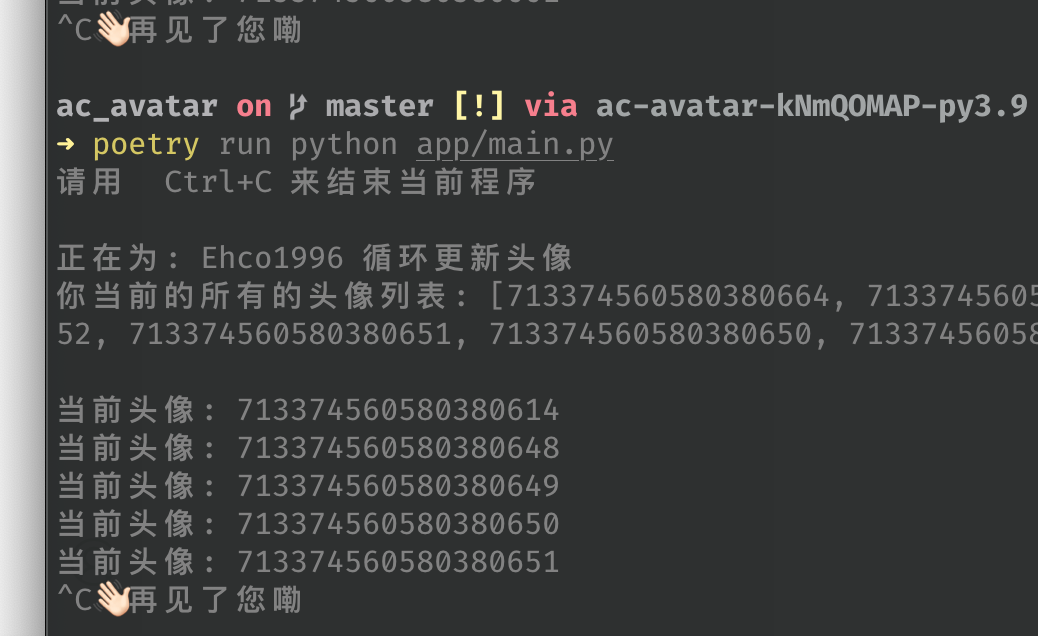 ^C👋🏻再见了您嘞
ac_avatar on master [!] via ac-avatar-kNmQOMAP-py3.9
➜ poetry run python app/main.py
请用 Ctrl+C 来结束当前程序
正在为: Ehco1996 循环更新头像
你当前的所有的头像列表: [713374560580380664, 7133745605
52, 713374560580380651, 713374560580380650, 71337456058
当前头像: 713374560580380614
当前头像: 713374560580380648
当前头像: 713374560580380649
当前头像: 713374560580380650
当前头像: 713374560580380651
^C👋🏻再见了您嘞